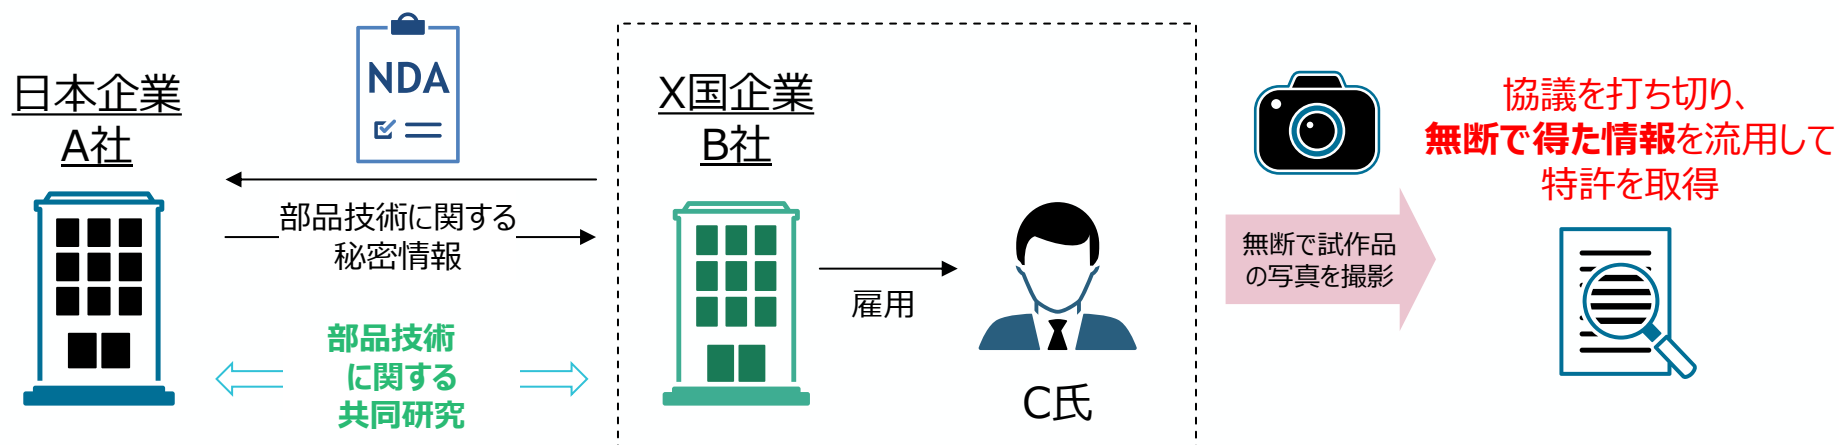 日本企業
A社
NDA
部品技術に関する
秘密情報
部品技術
に関する
共同研究
X国企業
B社
雇用
C氏
無断で試作品
の写真を撮影
協議を打ち切り、
無断で得た情報を流用して
特許を取得